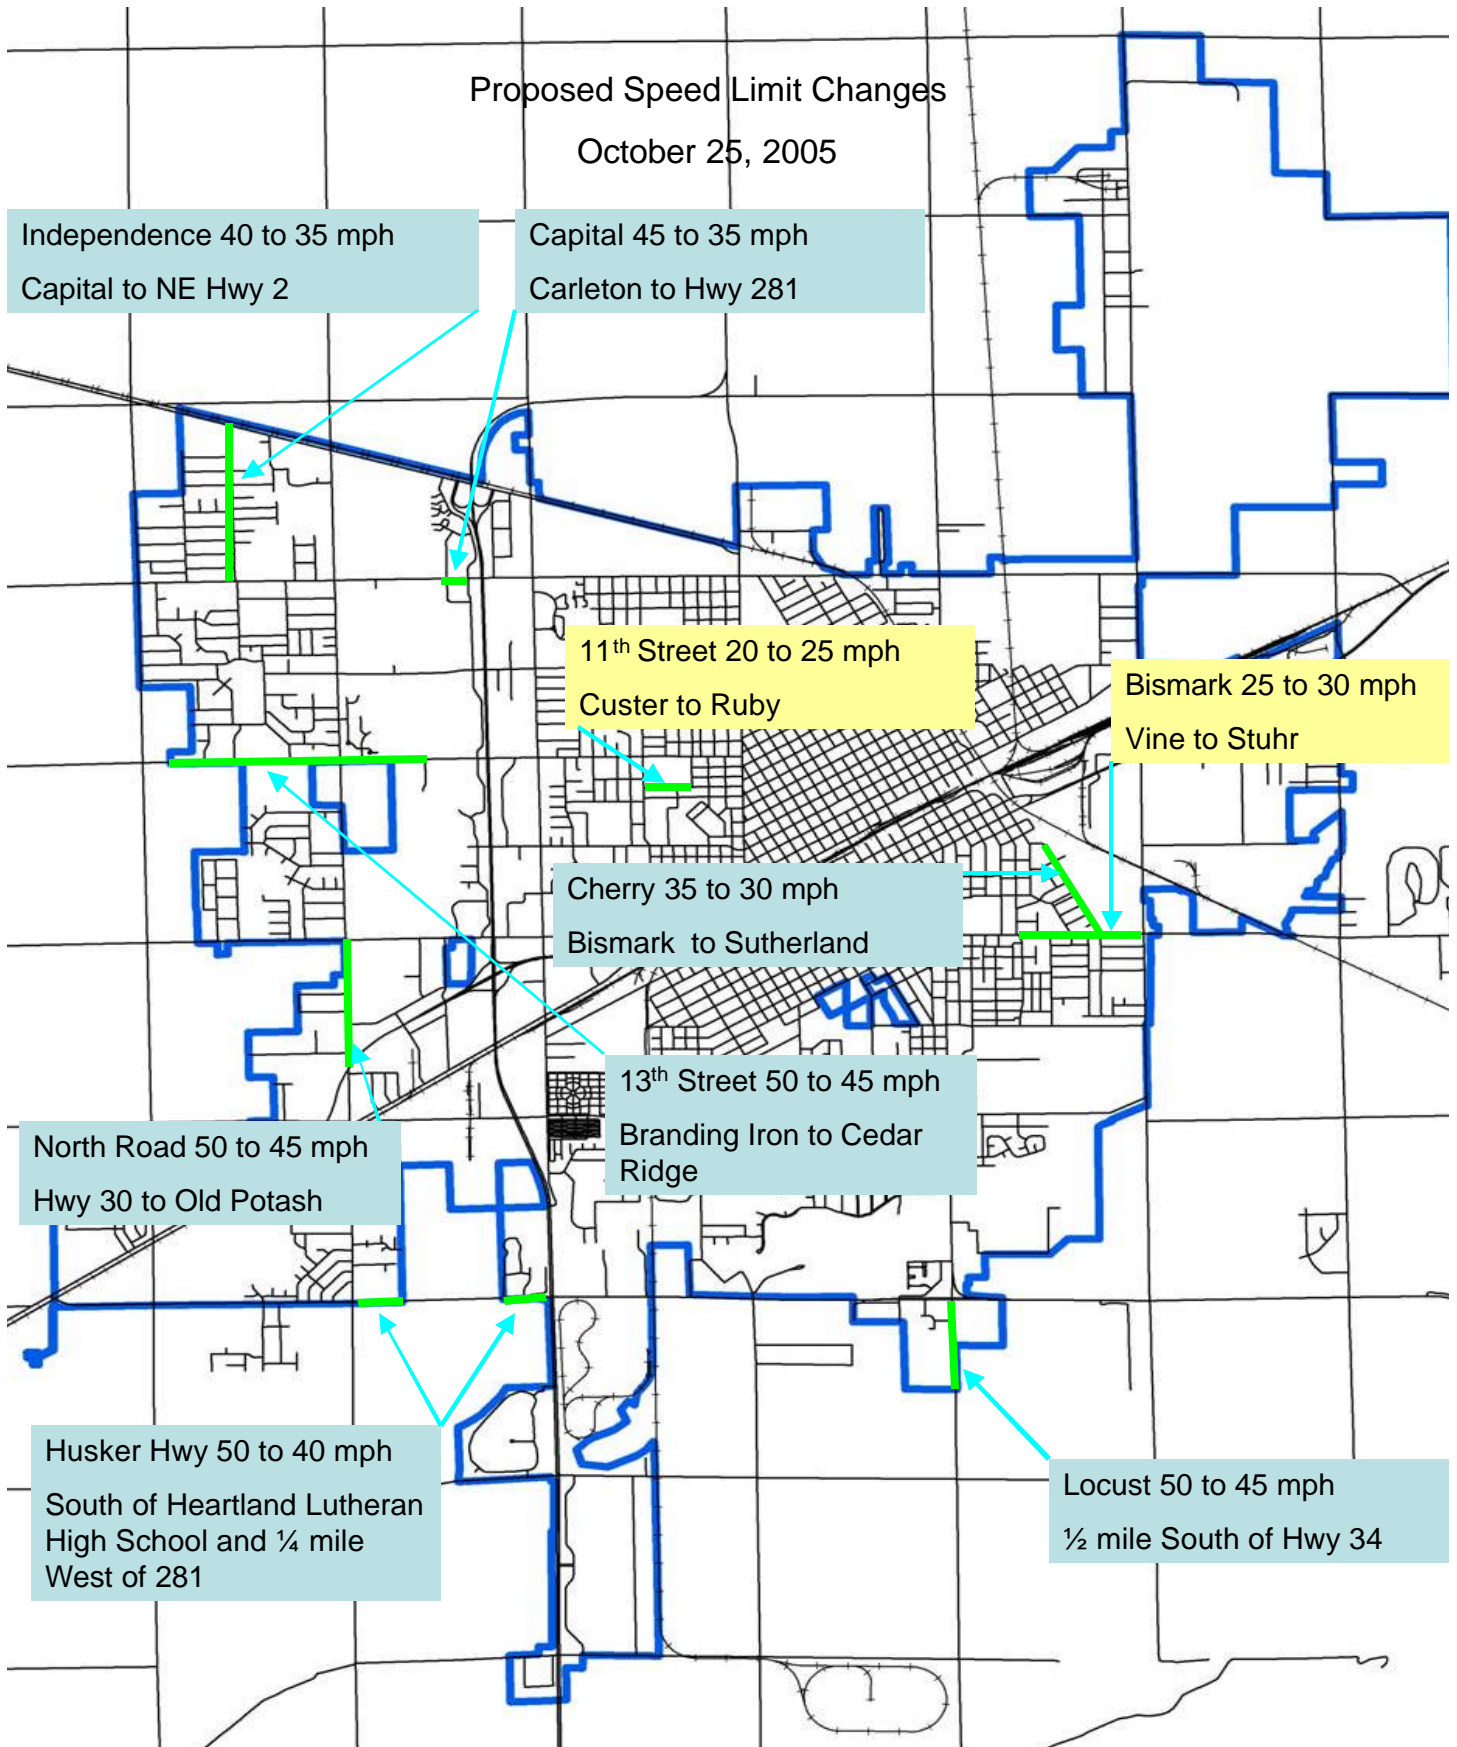 Proposed Speed Limit Changes
October 25, 2005
Independence 40 to 35 mph
Capital to NE Hwy 2
Capital 45 to 35 mph
Carleton to Hwy 281
11th Street 20 to 25 mph
Custer to Ruby
Bismark 25 to 30 mph
Vine to Stuhr
Cherry 35 to 30 mph
Bismark to Sutherland
13th Street 50 to 45 mph
Branding Iron to Cedar
Ridge
North Road 50 to 45 mph
Hwy 30 to Old Potash
Husker Hwy 50 to 40 mph
South of Heartland Lutheran
High School and ¼ mile
West of 281
Locust 50 to 45 mph
½ mile South of Hwy 34